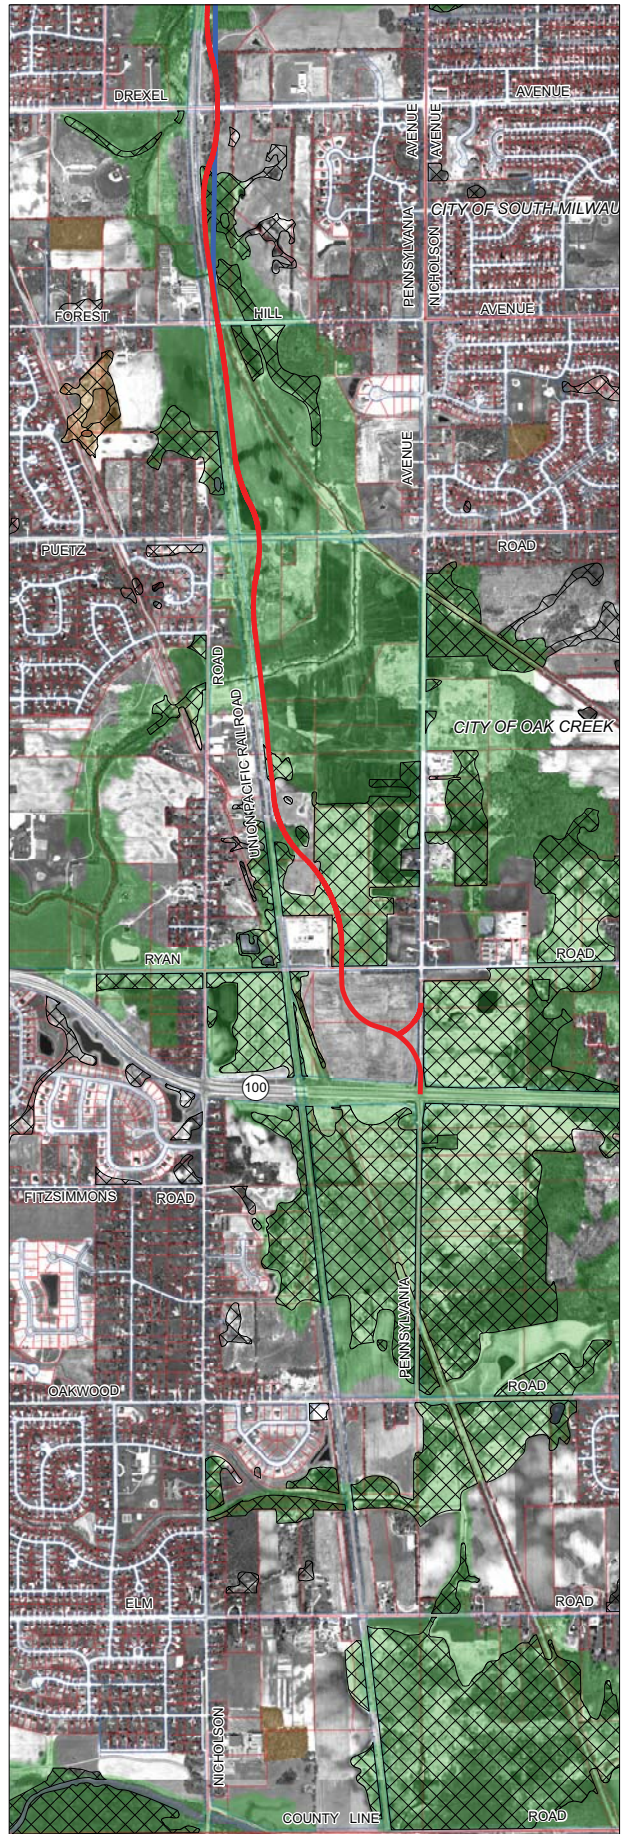 DREXEL
AVENUE
AVENUE
AVENUE
CITY OF SOUTH MILWAU
PENNSYLVANIA
NICHOLSON
FOREST
HILL
AVENUE
AVENUE
PUETZ
ROAD
ROAD
UNION PACIFIC RAILROAD
CITY OF OAK CREEK
RYAN
ROAD
100
FITZSIMMONS
ROAD
PENNSYLVANIA
OAKWOOD
ROAD
ELM
ROAD
NICHOLSON
COUNTY LINE
ROAD